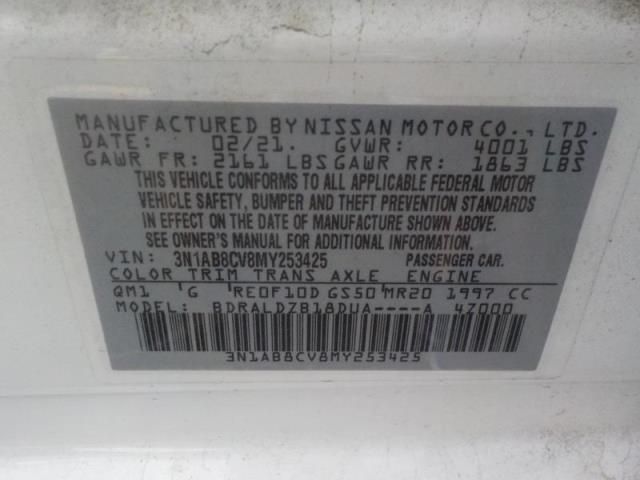 MANUFACTURED BY NISSAN MOTOR CO., LTD.
DATE: 02/21. GVWR: 4001 LBS
GAWR FR: 2161 LBS GAWR RR: 1863 LBS
THIS VEHICLE CONFORMS TO ALL APPLICABLE FEDERAL MOTOR
VEHICLE SAFETY, BUMPER AND THEFT PREVENTION STANDARDS
IN EFFECT ON THE DATE OF MANUFACTURE SHOWN ABOVE.
SEE OWNER'S MANUAL FOR ADDITIONAL INFORMATION.
VIN: 3N1AB8CV8MY253425 PASSENGER CAR.
COLOR TRIM TRANS AXLE ENGINE
QM1 G RE0F10D GS50 MR20 1997 CC
MODEL: BDRALDZB18DUA----A 4Z000
3N1AB8CV8MY253425